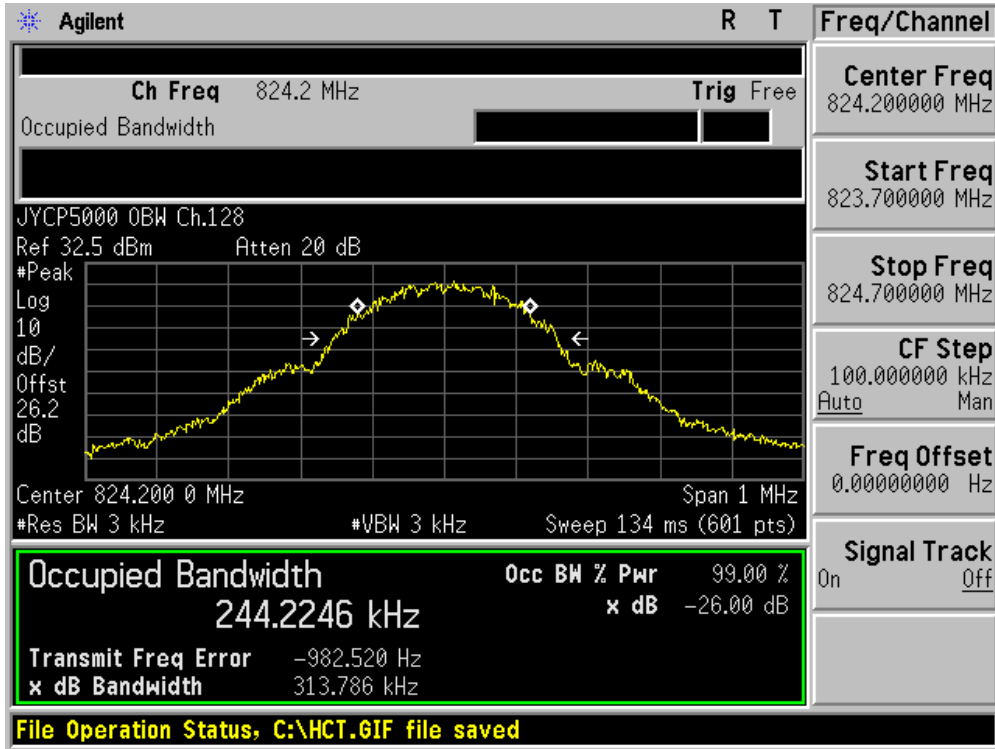 Agilent R T
Ch Freq 824.2 MHz Trig Free
Occupied Bandwidth
JYCP5000 OBW Ch.128
Ref 32.5 dBm Atten 20 dB
#Peak
Log
10
dB/
Offst
26.2
dB
Center 824.200 0 MHz Span 1 MHz
#Res BW 3 kHz #VBW 3 kHz Sweep 134 ms (601 pts)
Occupied Bandwidth
244.2246 kHz
Occ BW % Pwr 99.00 %
x dB -26.00 dB
Transmit Freq Error -982.520 Hz
x dB Bandwidth 313.786 kHz
File Operation Status, C:\HCT.GIF file saved
Freq/Channel
Center Freq
824.200000 MHz
Start Freq
823.700000 MHz
Stop Freq
824.700000 MHz
CF Step
100.000000 kHz
Auto Man
Freq Offset
0.00000000 Hz
Signal Track
On Off